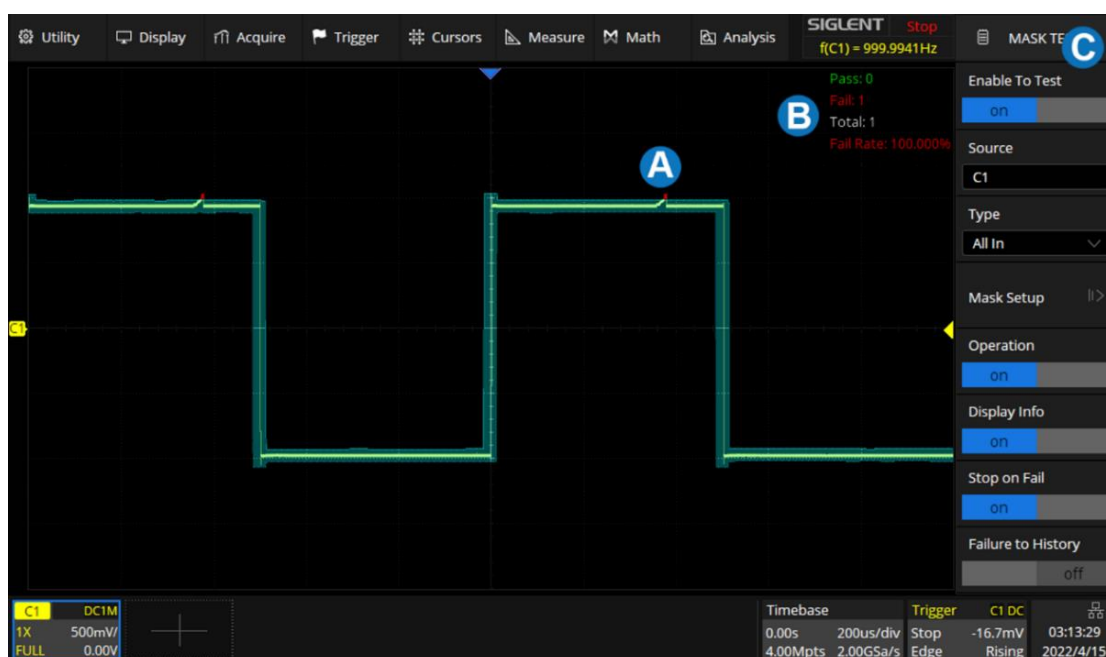 Utility
Display
Acquire
Trigger
Cursors
Measure
Math
Analysis
SIGLENT Stop
f(C1) = 999.9941Hz
MASK TE
C
Pass: 0
Fail: 1
Total: 1
Fail Rate: 100.000%
B
A
C1
Enable To Test
on
Source
C1
Type
All In
Mask Setup
Operation
on
Display Info
on
Stop on Fail
on
Failure to History
off
C1 DC1M
1X 500mV/
FULL 0.00V
Timebase
0.00s 200us/div
4.00Mpts 2.00GSa/s
Trigger C1 DC
Stop -16.7mV
Edge Rising
03:13:29
2022/4/15